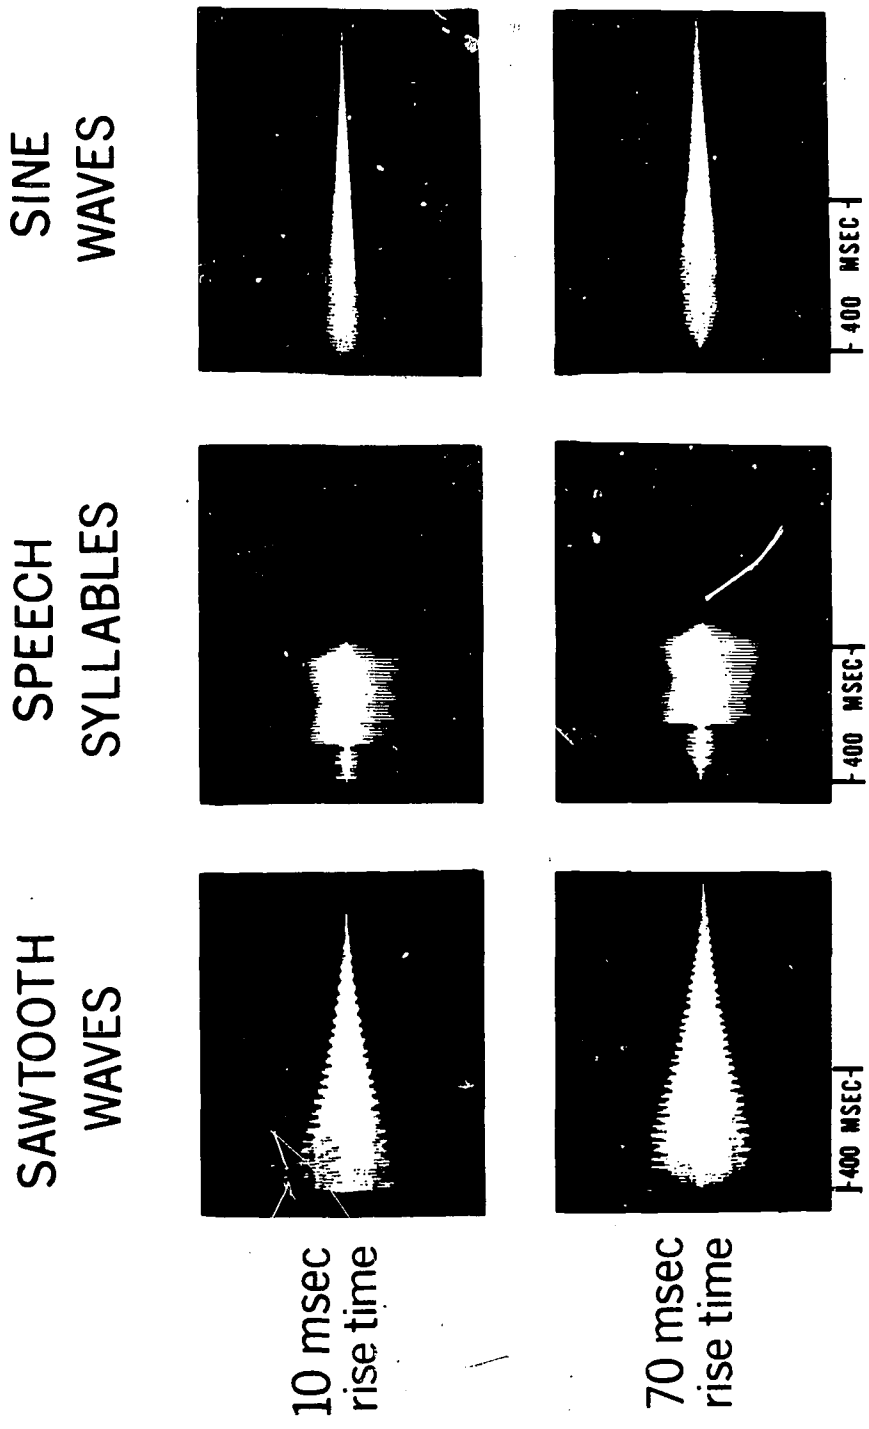 SAWTOOTH
WAVES
SPEECH
SYLLABLES
SINE
WAVES
10 msec
rise time
70 msec
rise time
400 MSEC
400 MSEC
400 MSEC